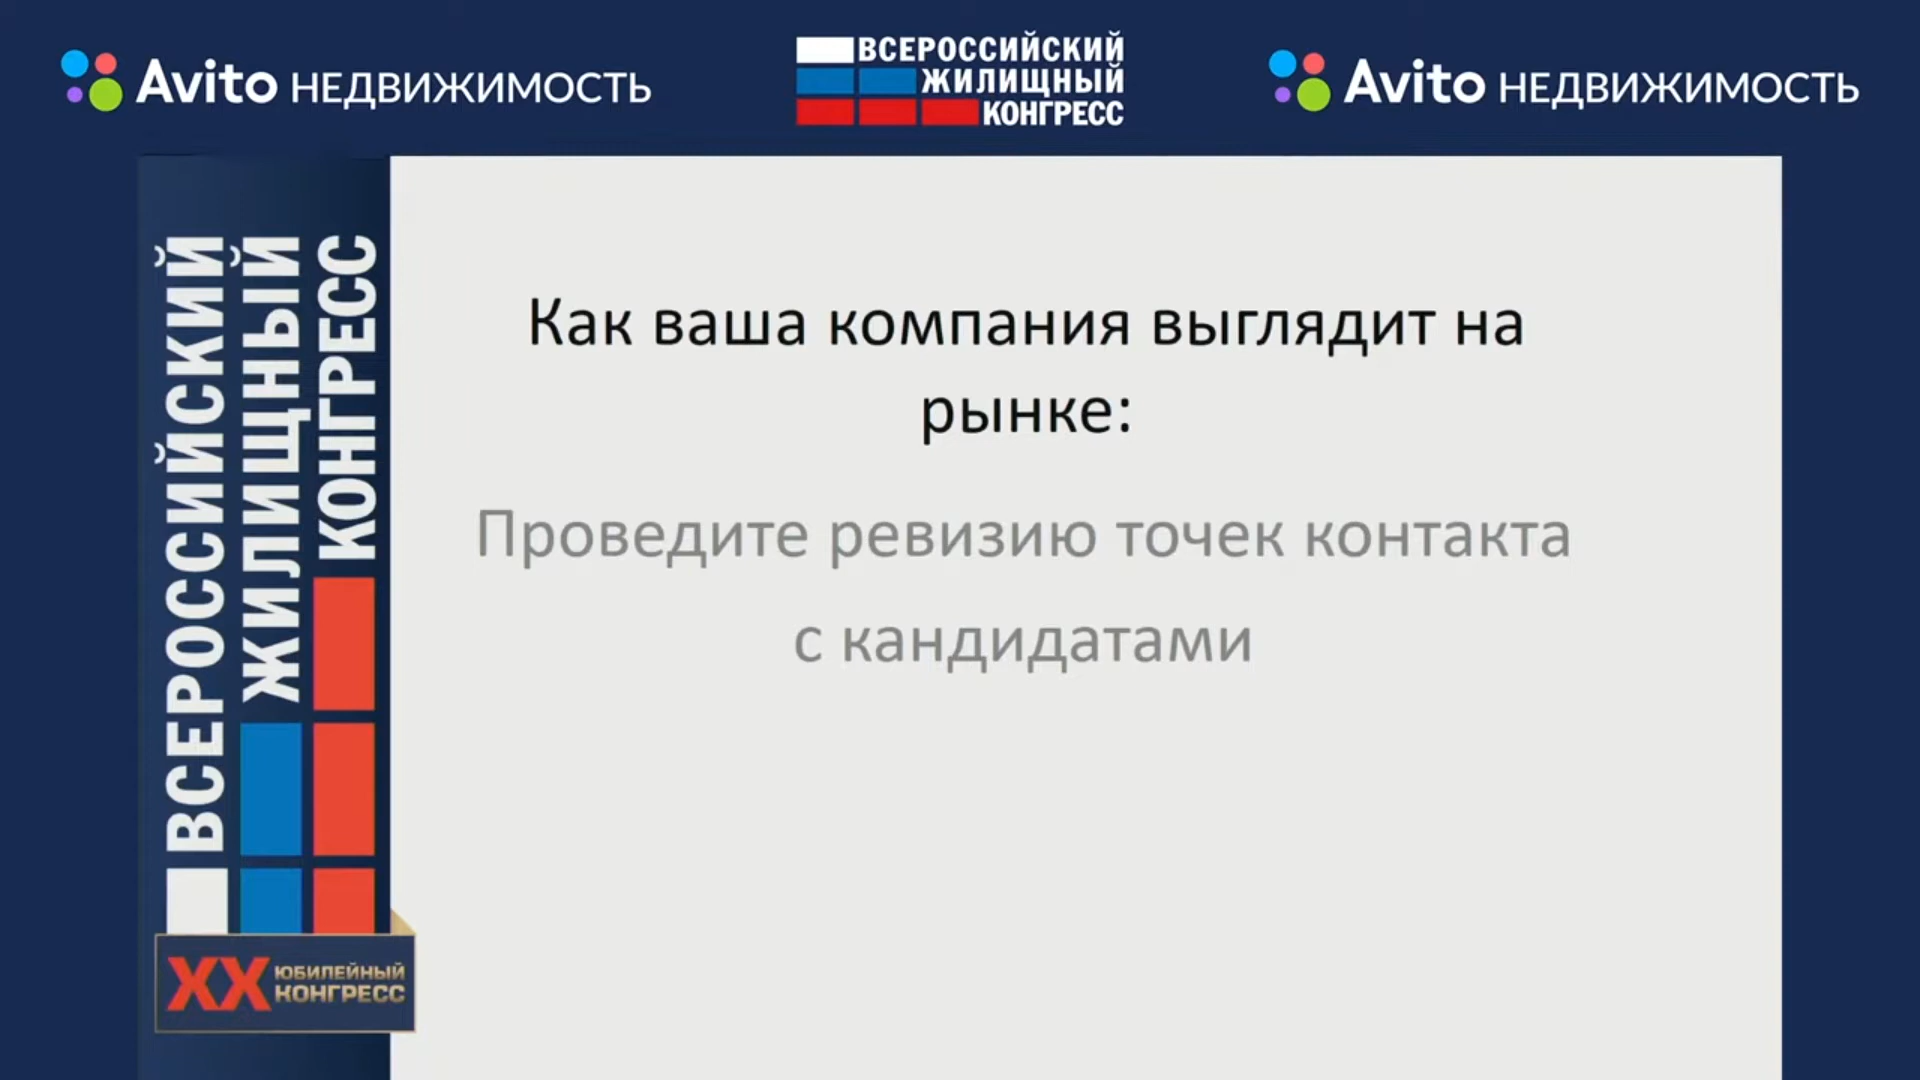 Avito НЕДВИЖИМОСТЬ
ВСЕРОССИЙСКИЙ
ЖИЛИЩНЫЙ
КОНГРЕСС
Avito НЕДВИЖИМОСТЬ
ВСЕРОССИЙСКИЙ
ЖИЛИЩНЫЙ
КОНГРЕСС
Как ваша компания выглядит на
рынке:
Проведите ревизию точек контакта
с кандидатами
XX ЮБИЛЕЙНЫЙ
КОНГРЕСС